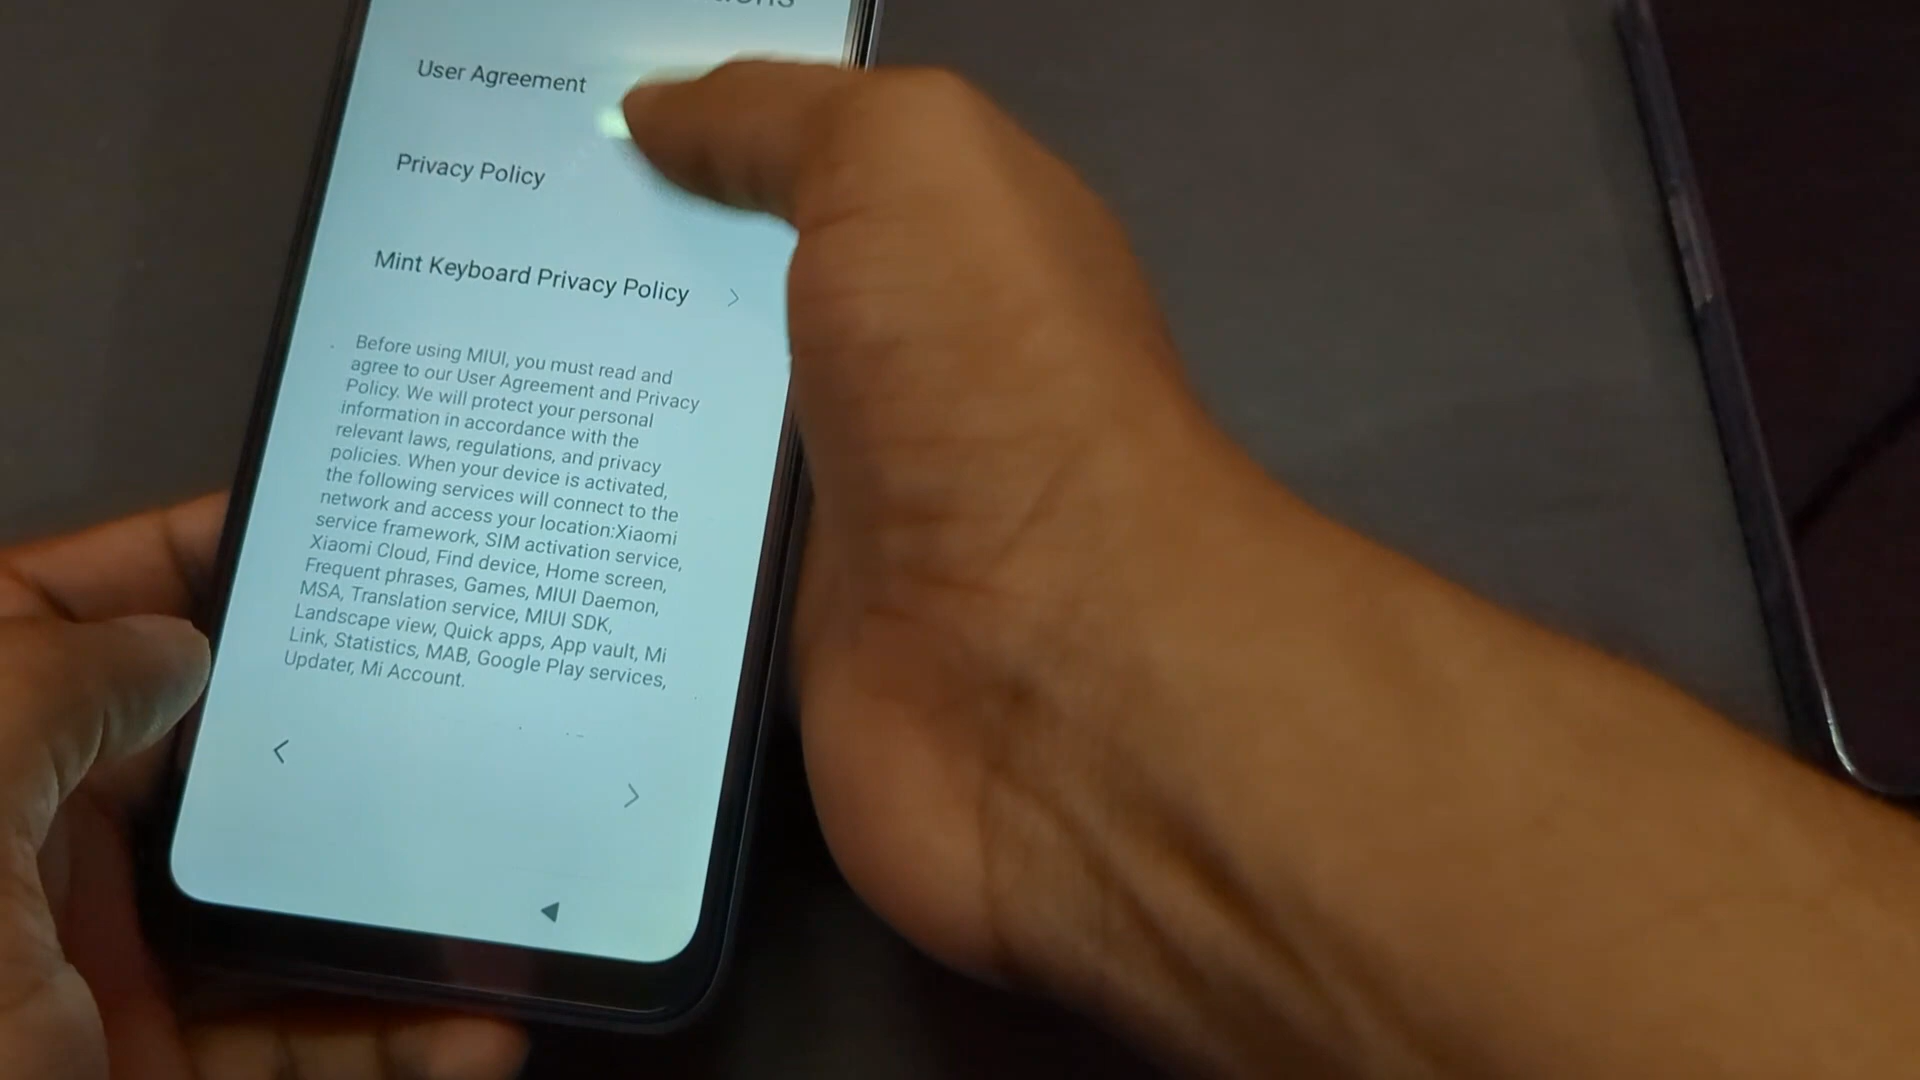 User Agreement
Privacy Policy
Mint Keyboard Privacy Policy
Before using MIUI, you must read and
agree to our User Agreement and Privacy
Policy. We will protect your personal
information in accordance with the
relevant laws, regulations, and privacy
policies. When your device is activated,
the following services will connect to the
network and access your location:Xiaomi
service framework, SIM activation service,
Xiaomi Cloud, Find device, Home screen,
Frequent phrases, Games, MIUI Daemon,
MSA, Translation service, MIUI SDK,
Landscape view, Quick apps, App vault, Mi
Link, Statistics, MAB, Google Play services,
Updater, Mi Account.